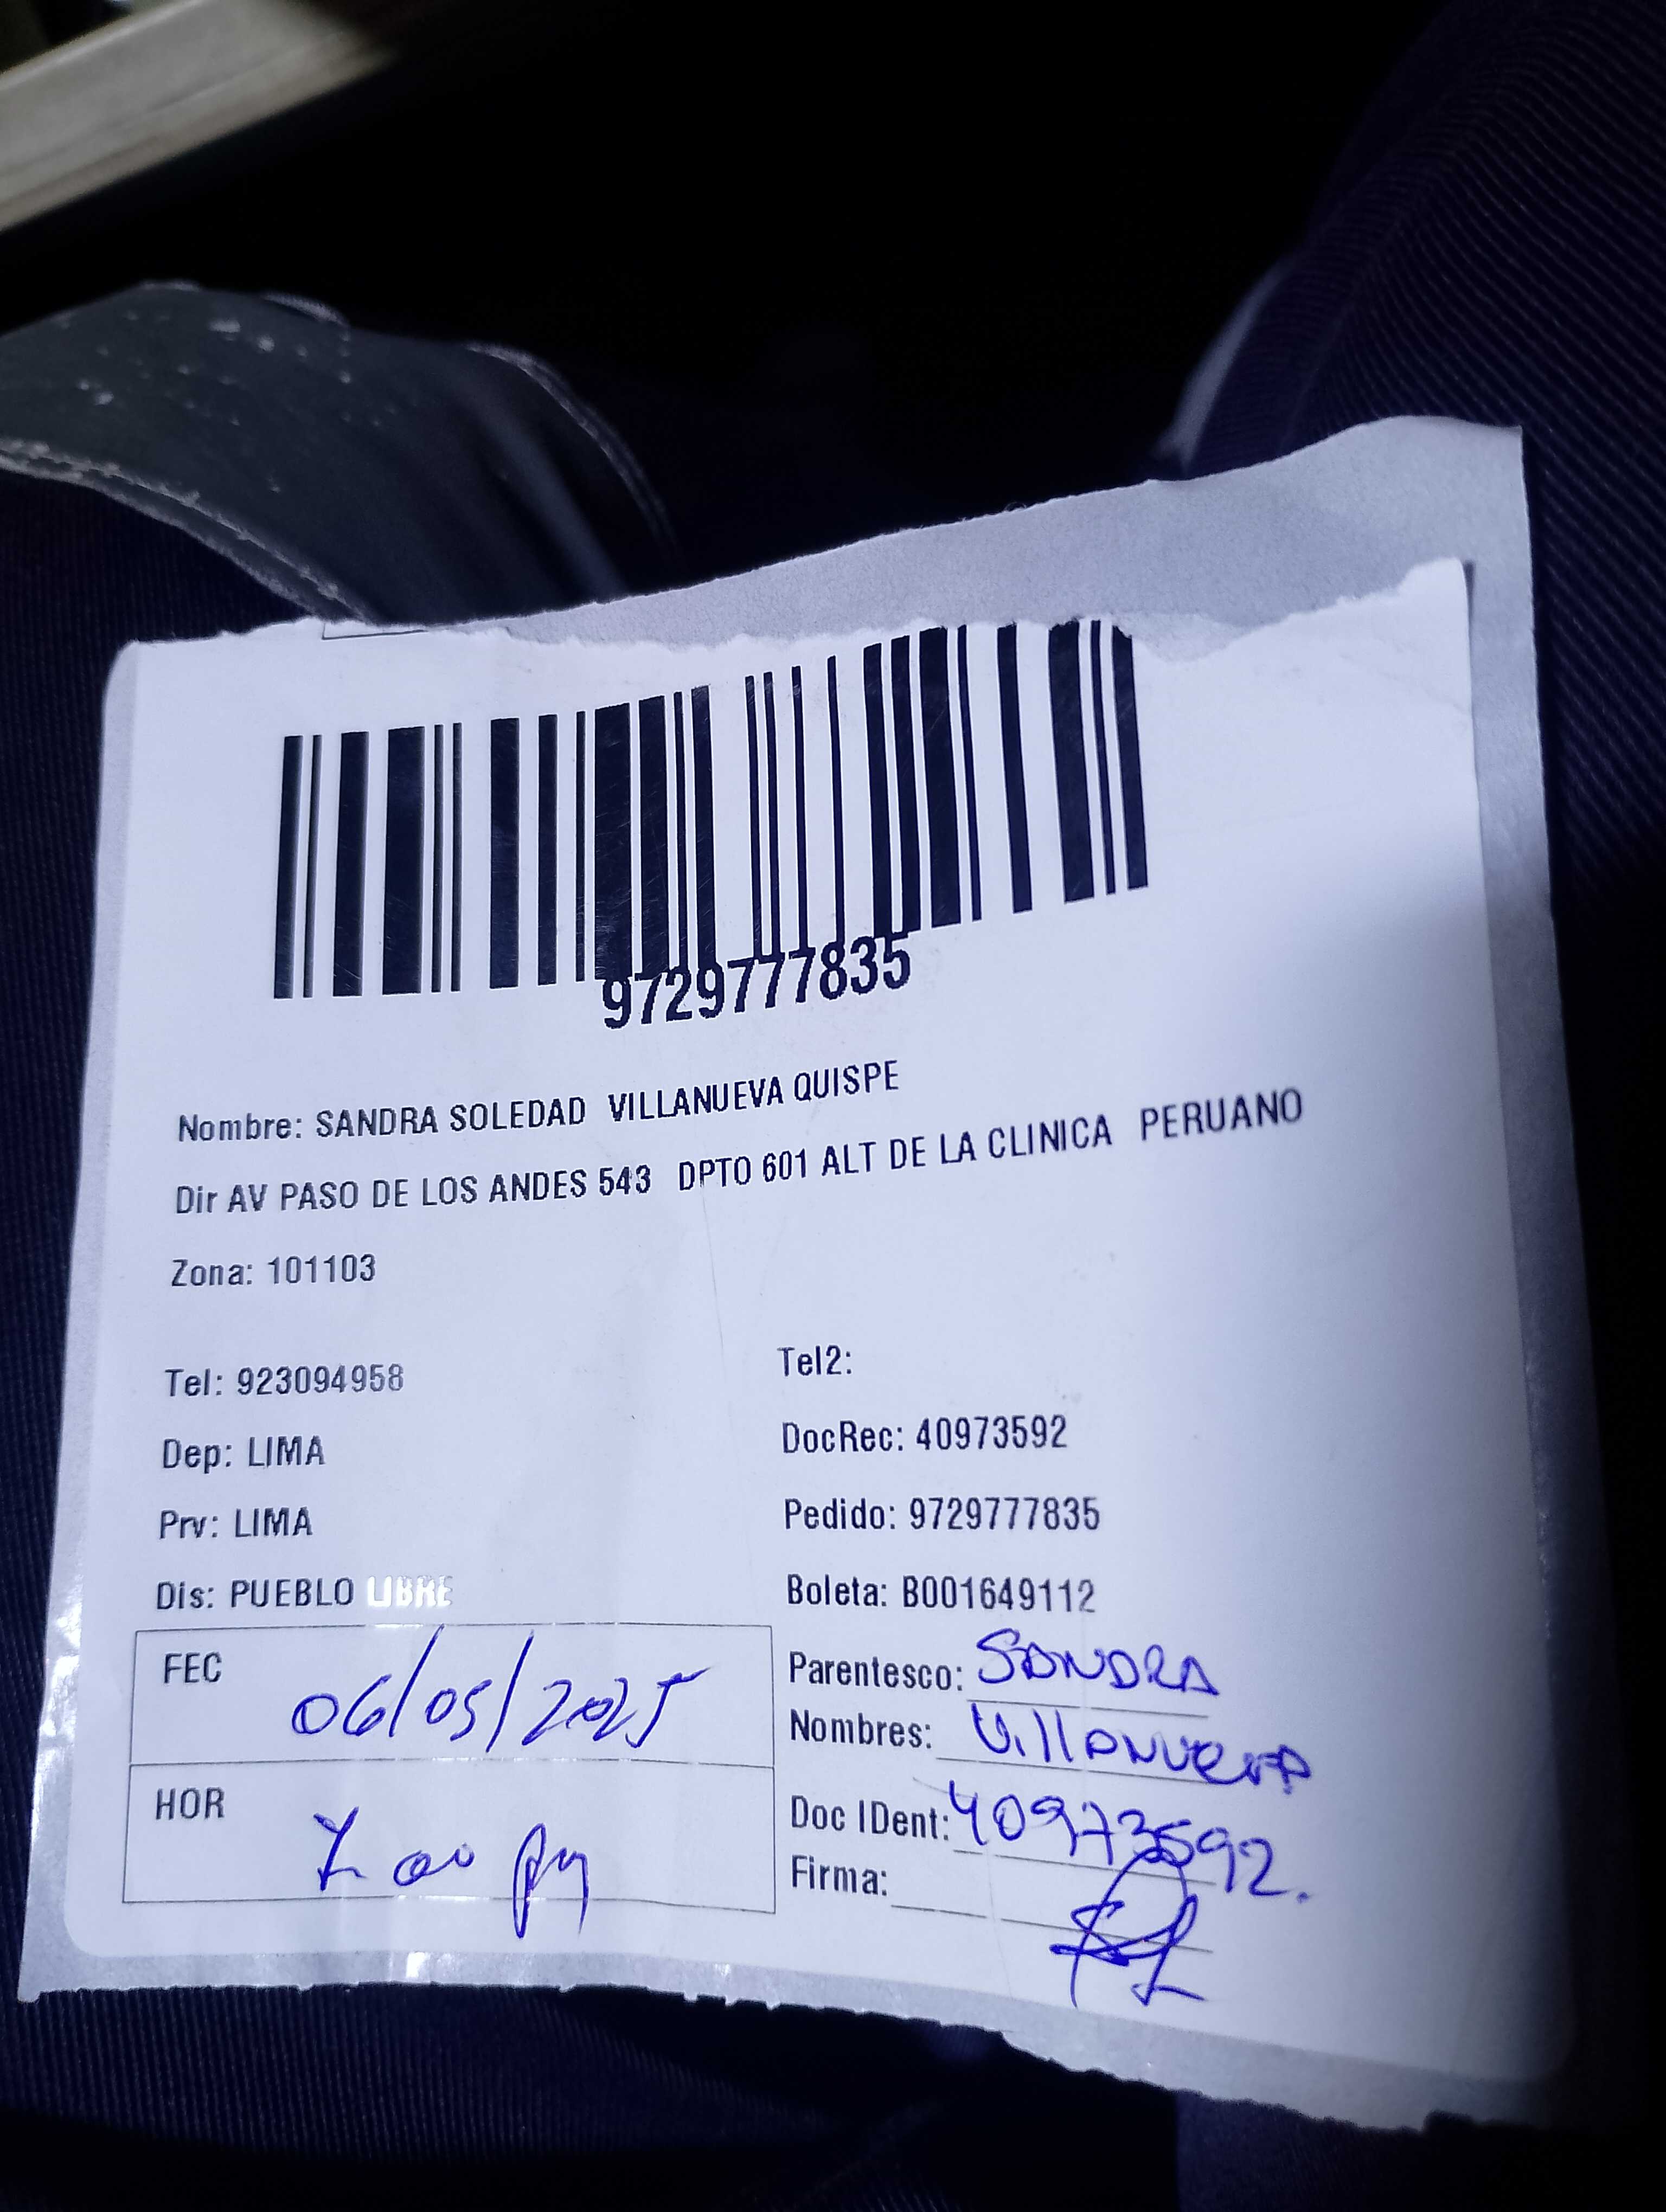 9729777835
Nombre: SANDRA SOLEDAD VILLANUEVA QUISPE
Dir AV PASO DE LOS ANDES 543 DPTO 601 ALT DE LA CLINICA PERUANO
Zona: 101103
Tel: 923094958
Tel2:
Dep: LIMA
DocRec: 40973592
Prv: LIMA
Pedido: 9729777835
Dis: PUEBLO LIBRE
Boleta: B001649112
FEC 06/05/2025
Parentesco: SANDRA
Nombres: Villanueva
HOR
Doc IDent: 40973592.
Firma: